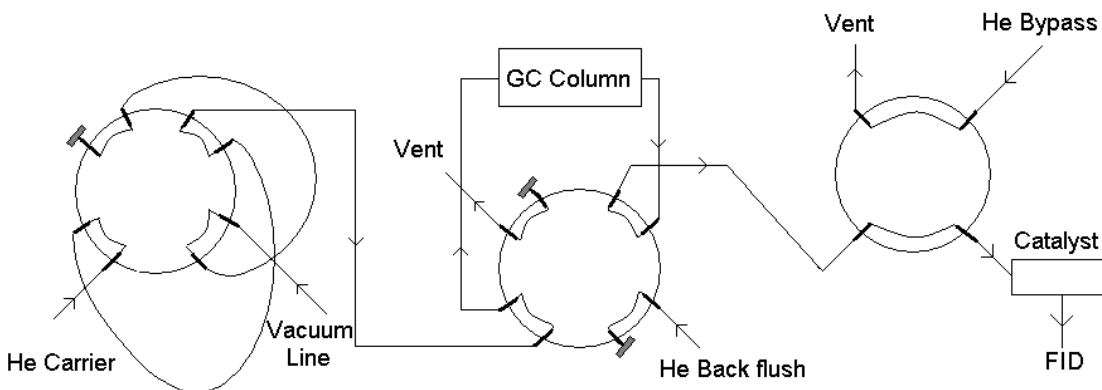 Vent
He Bypass
GC Column
Vent
Catalyst
He Carrier
Vacuum
Line
He Back flush
FID